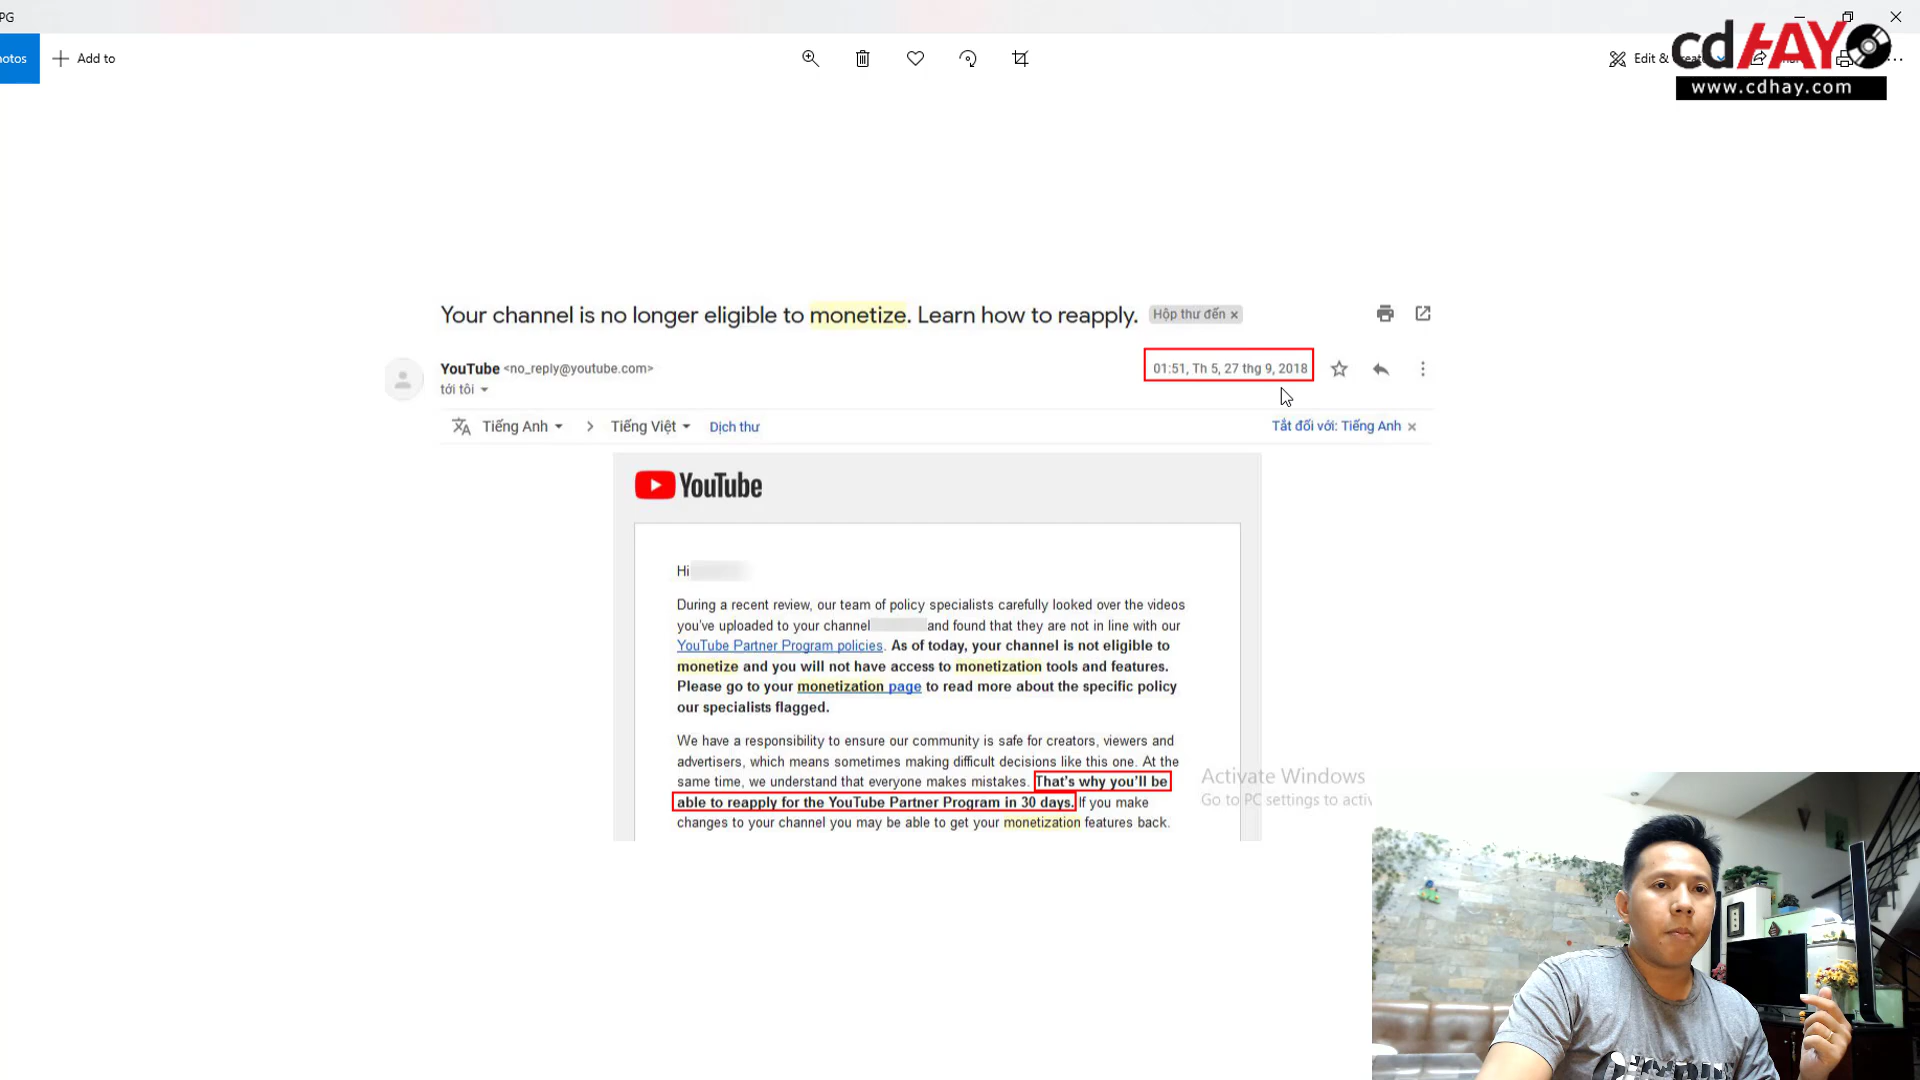 PG
cdHAY
otos
Add to
Edit &
www.cdhay.com
Your channel is no longer eligible to monetize. Learn how to reapply. Hộp thư đến ×
YouTube <no_reply@youtube.com>
01:51, Th 5, 27 thg 9, 2018
tới tôi
Tiếng Anh > Tiếng Việt Dịch thư
Tắt đối với: Tiếng Anh ×
YouTube
Hi
During a recent review, our team of policy specialists carefully looked over the videos
you've uploaded to your channel and found that they are not in line with our
YouTube Partner Program policies. As of today, your channel is not eligible to
monetize and you will not have access to monetization tools and features.
Please go to your monetization page to read more about the specific policy
our specialists flagged.
We have a responsibility to ensure our community is safe for creators, viewers and
advertisers, which means sometimes making difficult decisions like this one. At the
same time, we understand that everyone makes mistakes. That's why you'll be
able to reapply for the YouTube Partner Program in 30 days. If you make
changes to your channel you may be able to get your monetization features back.
Activate Windows
Go to PC settings to activ